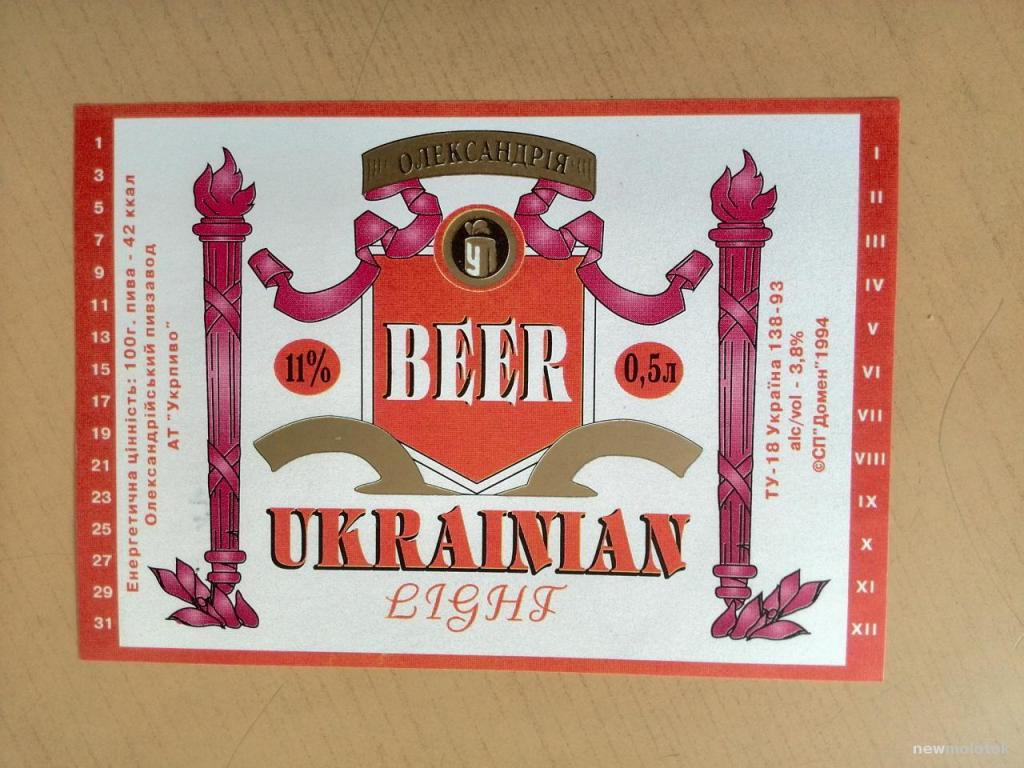 1
3
5
7
9
11
13
15
17
19
21
23
25
27
29
31
Енергетична цінність: 100г. пива - 42 ккал
Олександрійський пивзавод
АТ "Укрпиво"
ОЛЕКСАНДРІЯ
У П
BEER
11%
0,5л
UKRAINIAN
LIGHT
ТУ-18 Україна 138-93
alc/vol - 3,8%
©СП"Домен"1994
I
II
III
IV
V
VI
VII
VIII
IX
X
XI
XII
newmolotok